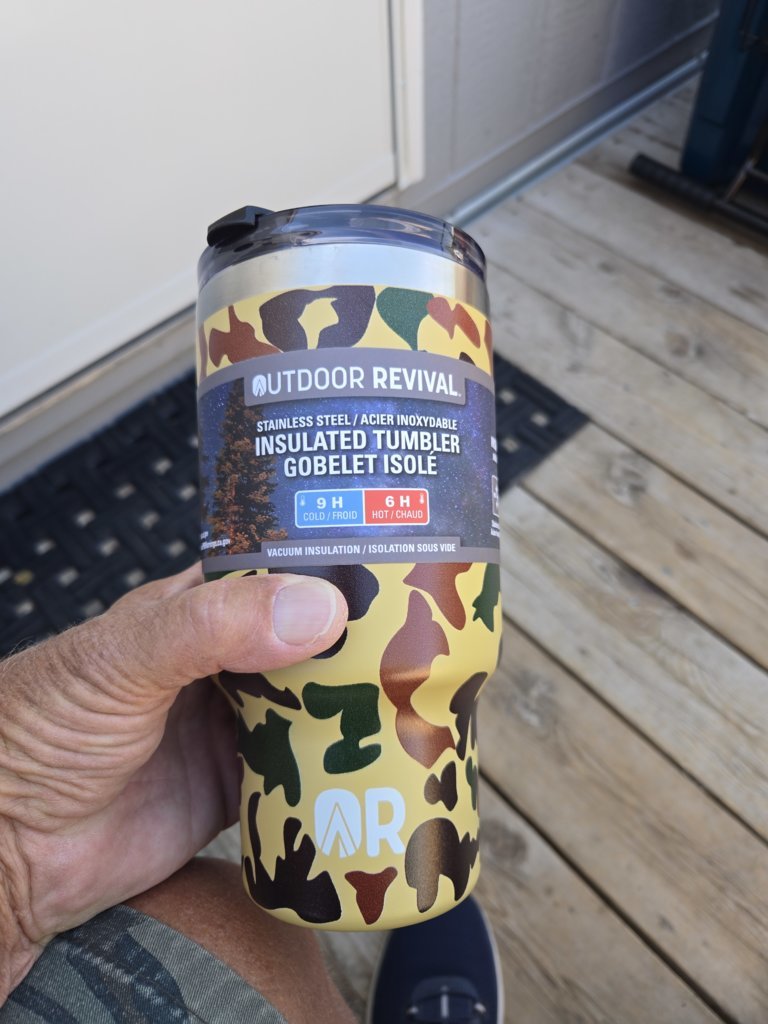 OUTDOOR REVIVAL
STAINLESS STEEL / ACIER INOXYDABLE
INSULATED TUMBLER
GOBELET ISOLÉ
9 H 6 H
COLD / FROID HOT / CHAUD
VACUUM INSULATION / ISOLATION SOUS VIDE
OR